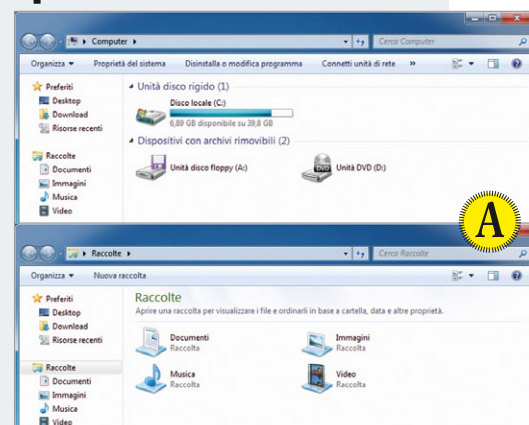 Computer
Cerca Computer
Organizza
Proprietà del sistema
Disinstalla o modifica programma
Connetti unità di rete
»
Preferiti
Desktop
Download
Risorse recenti
Raccolte
Documenti
Immagini
Musica
Video
Unità disco rigido (1)
Disco locale (C:)
6,89 GB disponibile su 39,8 GB
Dispositivi con archivi rimovibili (2)
Unità disco floppy (A:)
DVD
Unità DVD (D:)
A
Raccolte
Cerca Raccolte
Organizza
Nuova raccolta
Preferiti
Desktop
Download
Risorse recenti
Raccolte
Documenti
Immagini
Musica
Video
Raccolte
Aprire una raccolta per visualizzare i file e ordinarli in base a cartella, data e altre proprietà.
Documenti
Raccolta
Immagini
Raccolta
Musica
Raccolta
Video
Raccolta